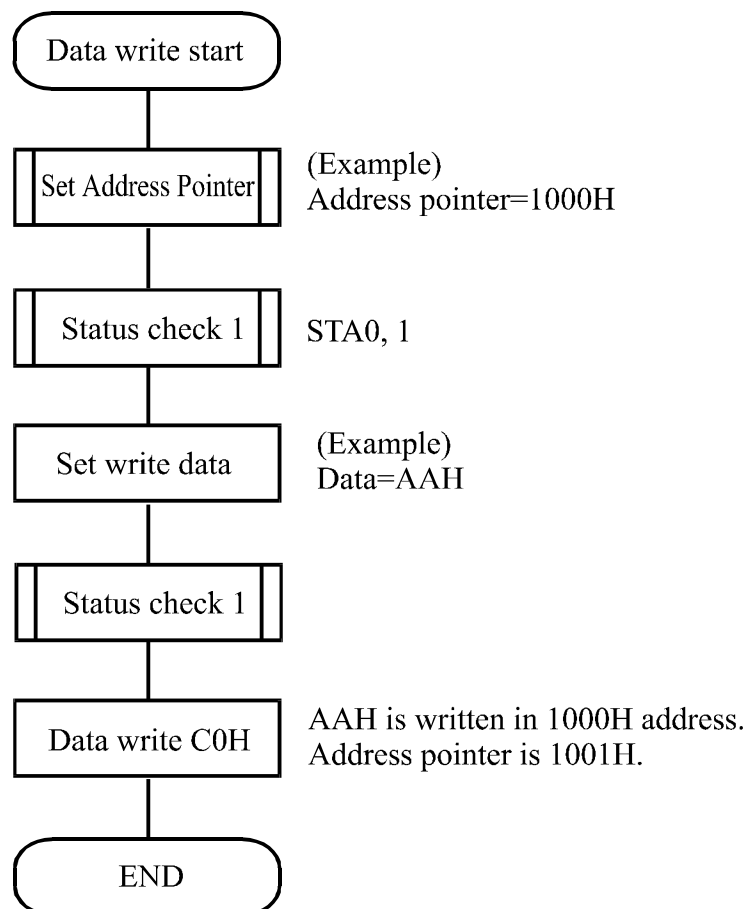 Data write start
Set Address Pointer
(Example)
Address pointer=1000H
Status check 1
STA0, 1
Set write data
(Example)
Data=AAH
Status check 1
Data write C0H
AAH is written in 1000H address.
Address pointer is 1001H.
END